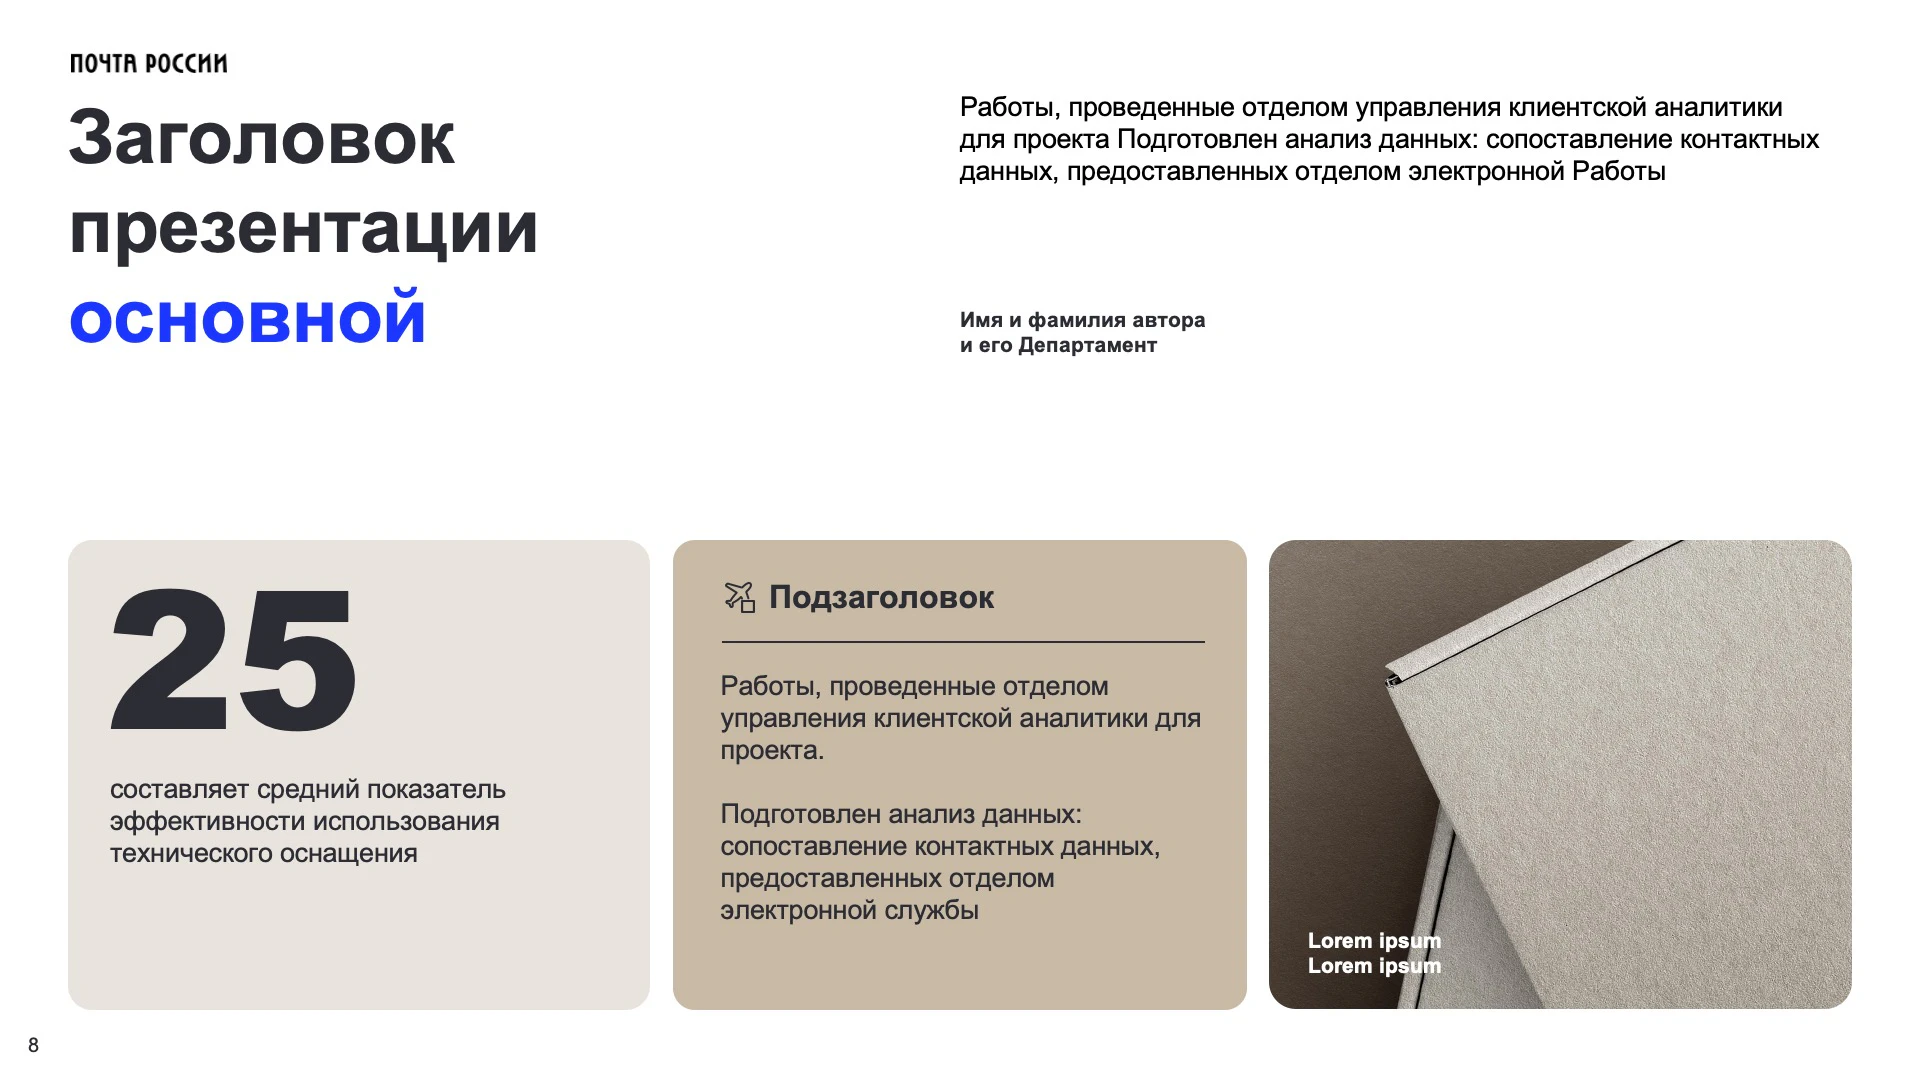 ПОЧТА РОССИИ
Заголовок
презентации
основной
Работы, проведенные отделом управления клиентской аналитики
для проекта Подготовлен анализ данных: сопоставление контактных
данных, предоставленных отделом электронной Работы
Имя и фамилия автора
и его Департамент
25
составляет средний показатель
эффективности использования
технического оснащения
Подзаголовок
Работы, проведенные отделом
управления клиентской аналитики для
проекта.
Подготовлен анализ данных:
сопоставление контактных данных,
предоставленных отделом
электронной службы
Lorem ipsum
Lorem ipsum
8